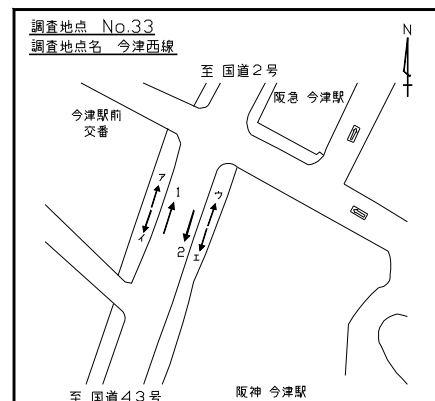 調査地点 No.33
調査地点名 今津西線
N
至 国道2号
阪急 今津駅
今津駅前
交番
ア
1
ウ
イ
2
エ
至 国道43号
阪神 今津駅